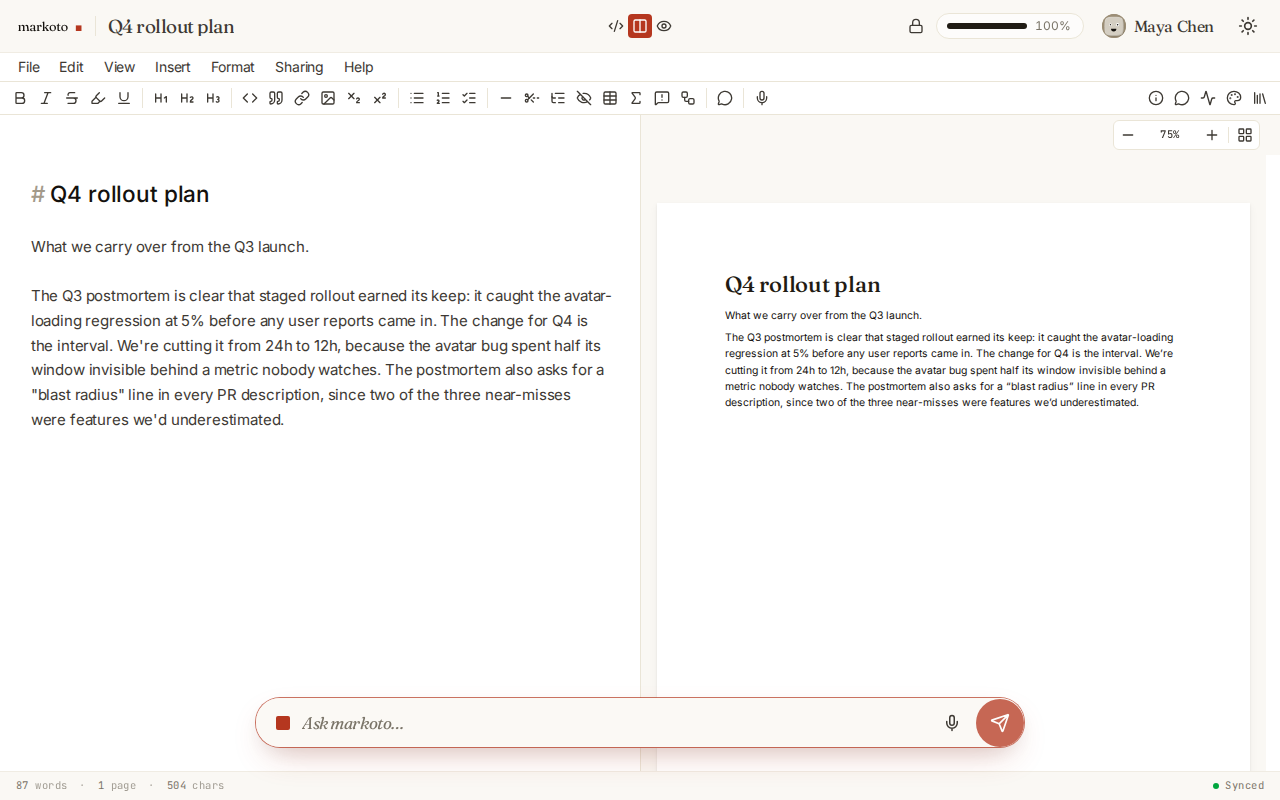 markoto
Q4 rollout plan
100%
Maya Chen
File Edit View Insert Format Sharing Help
H1 H2 H3
75%
# Q4 rollout plan
What we carry over from the Q3 launch.
The Q3 postmortem is clear that staged rollout earned its keep: it caught the avatar-
loading regression at 5% before any user reports came in. The change for Q4 is
the interval. We're cutting it from 24h to 12h, because the avatar bug spent half its
window invisible behind a metric nobody watches. The postmortem also asks for a
"blast radius" line in every PR description, since two of the three near-misses
were features we'd underestimated.
Q4 rollout plan
What we carry over from the Q3 launch.
The Q3 postmortem is clear that staged rollout earned its keep: it caught the avatar-loading
regression at 5% before any user reports came in. The change for Q4 is the interval. We’re
cutting it from 24h to 12h, because the avatar bug spent half its window invisible behind a
metric nobody watches. The postmortem also asks for a “blast radius” line in every PR
description, since two of the three near-misses were features we’d underestimated.
Ask markoto...
87 words · 1 page · 504 chars
Synced